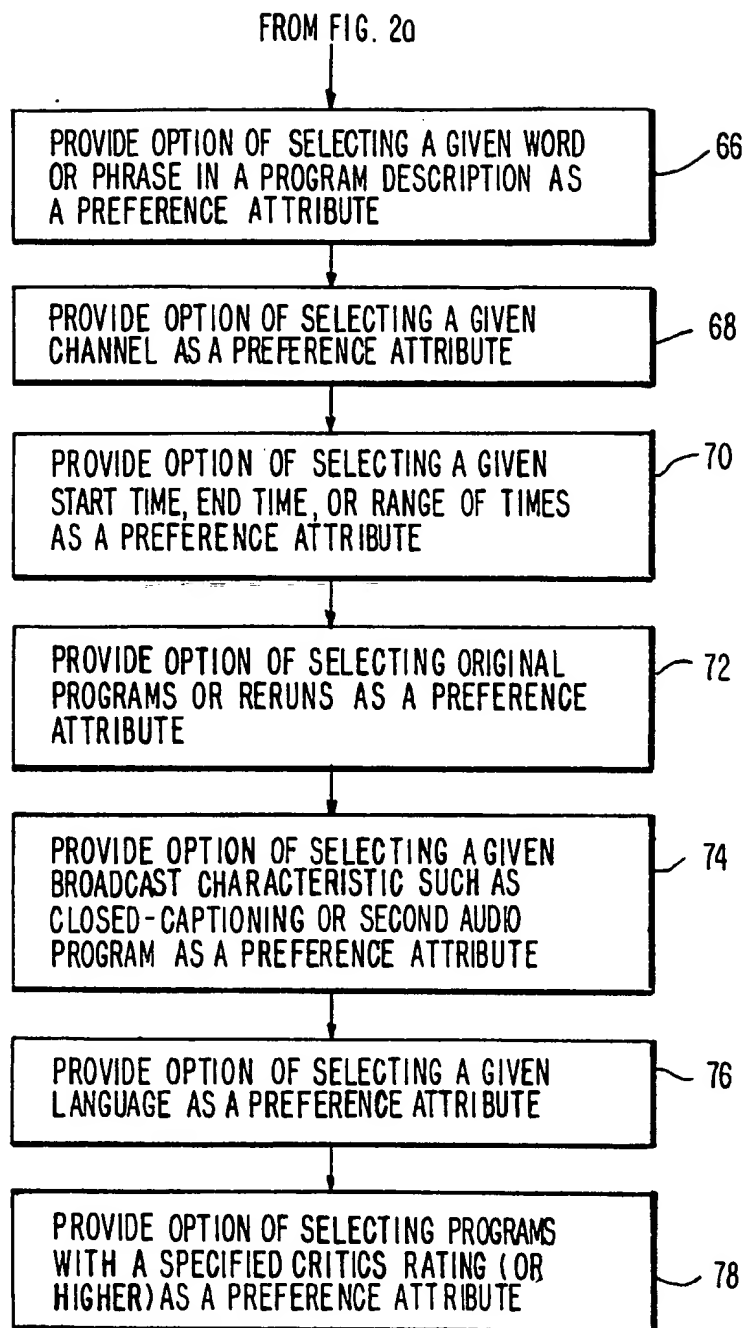 FROM FIG. 2a
PROVIDE OPTION OF SELECTING A GIVEN WORD
OR PHRASE IN A PROGRAM DESCRIPTION AS
A PREFERENCE ATTRIBUTE
66
PROVIDE OPTION OF SELECTING A GIVEN
CHANNEL AS A PREFERENCE ATTRIBUTE
68
PROVIDE OPTION OF SELECTING A GIVEN
START TIME, END TIME, OR RANGE OF TIMES
AS A PREFERENCE ATTRIBUTE
70
PROVIDE OPTION OF SELECTING ORIGINAL
PROGRAMS OR RERUNS AS A PREFERENCE
ATTRIBUTE
72
PROVIDE OPTION OF SELECTING A GIVEN
BROADCAST CHARACTERISTIC SUCH AS
CLOSED-CAPTIONING OR SECOND AUDIO
PROGRAM AS A PREFERENCE ATTRIBUTE
74
PROVIDE OPTION OF SELECTING A GIVEN
LANGUAGE AS A PREFERENCE ATTRIBUTE
76
PROVIDE OPTION OF SELECTING PROGRAMS
WITH A SPECIFIED CRITICS RATING (OR
HIGHER) AS A PREFERENCE ATTRIBUTE
78